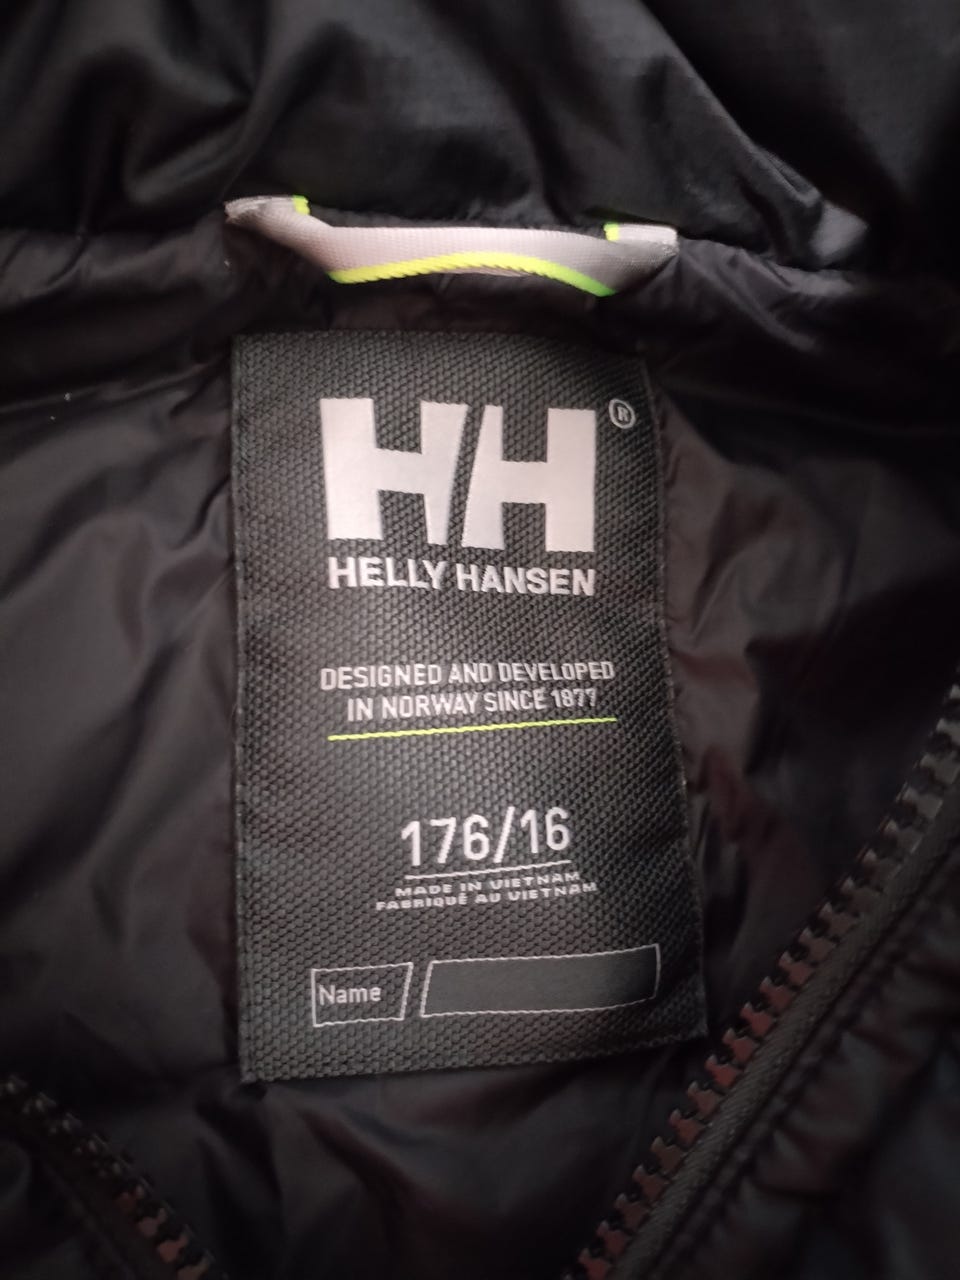 HH®
HELLY HANSEN
DESIGNED AND DEVELOPED
IN NORWAY SINCE 1877
176/16
MADE IN VIETNAM
FABRIQUÉ AU VIETNAM
Name